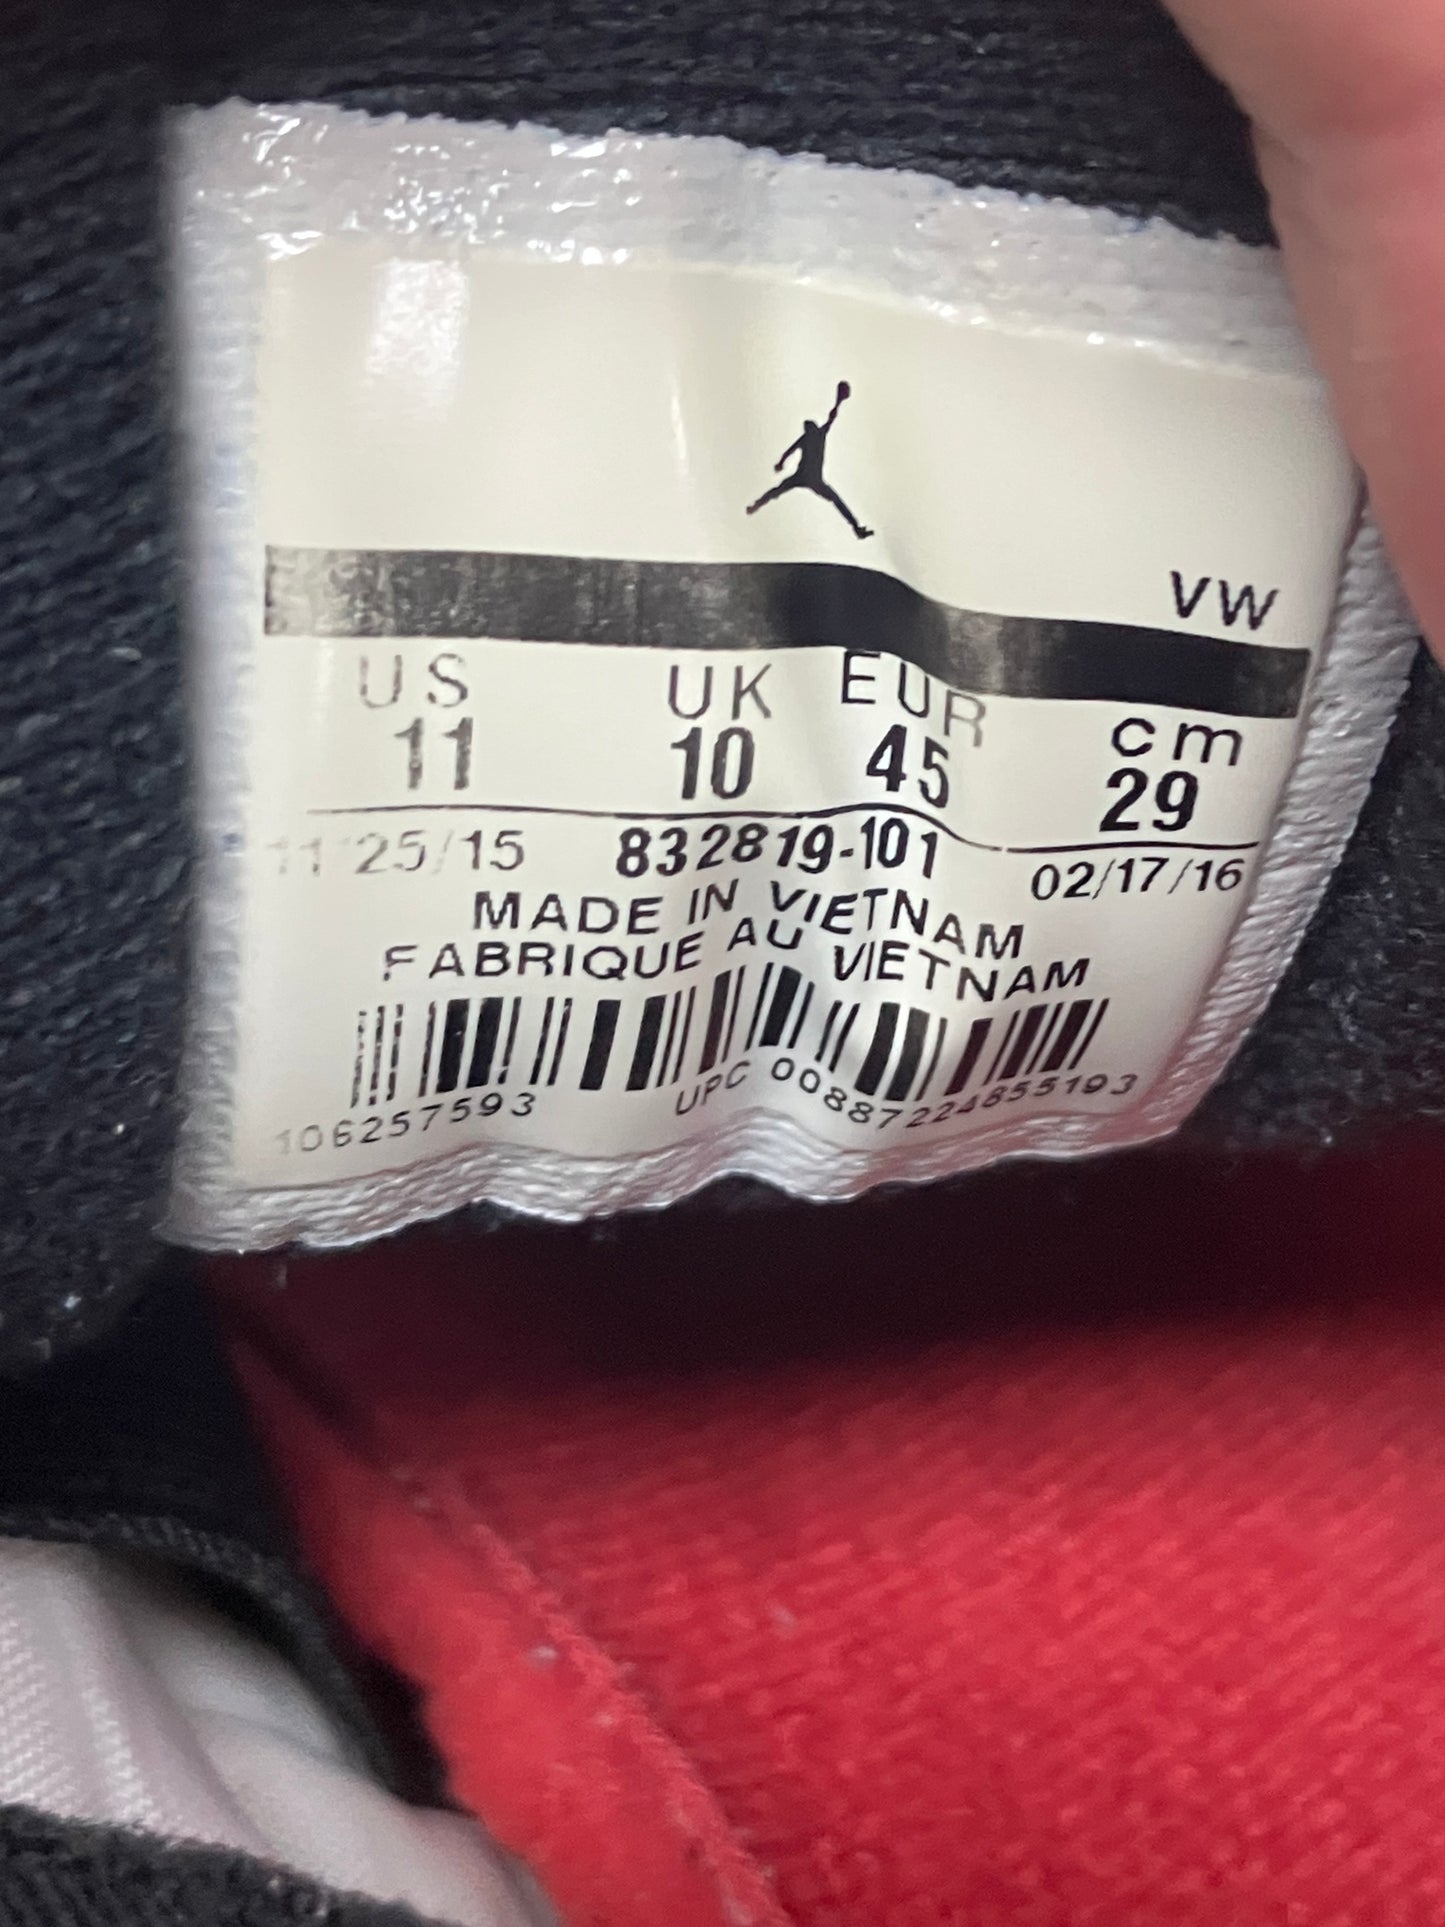 VW
US UK EUR cm
11 10 45 29
11/25/15 832819-101 02/17/16
MADE IN VIETNAM
FABRIQUE AU VIETNAM
106257593 UPC 00887224855193